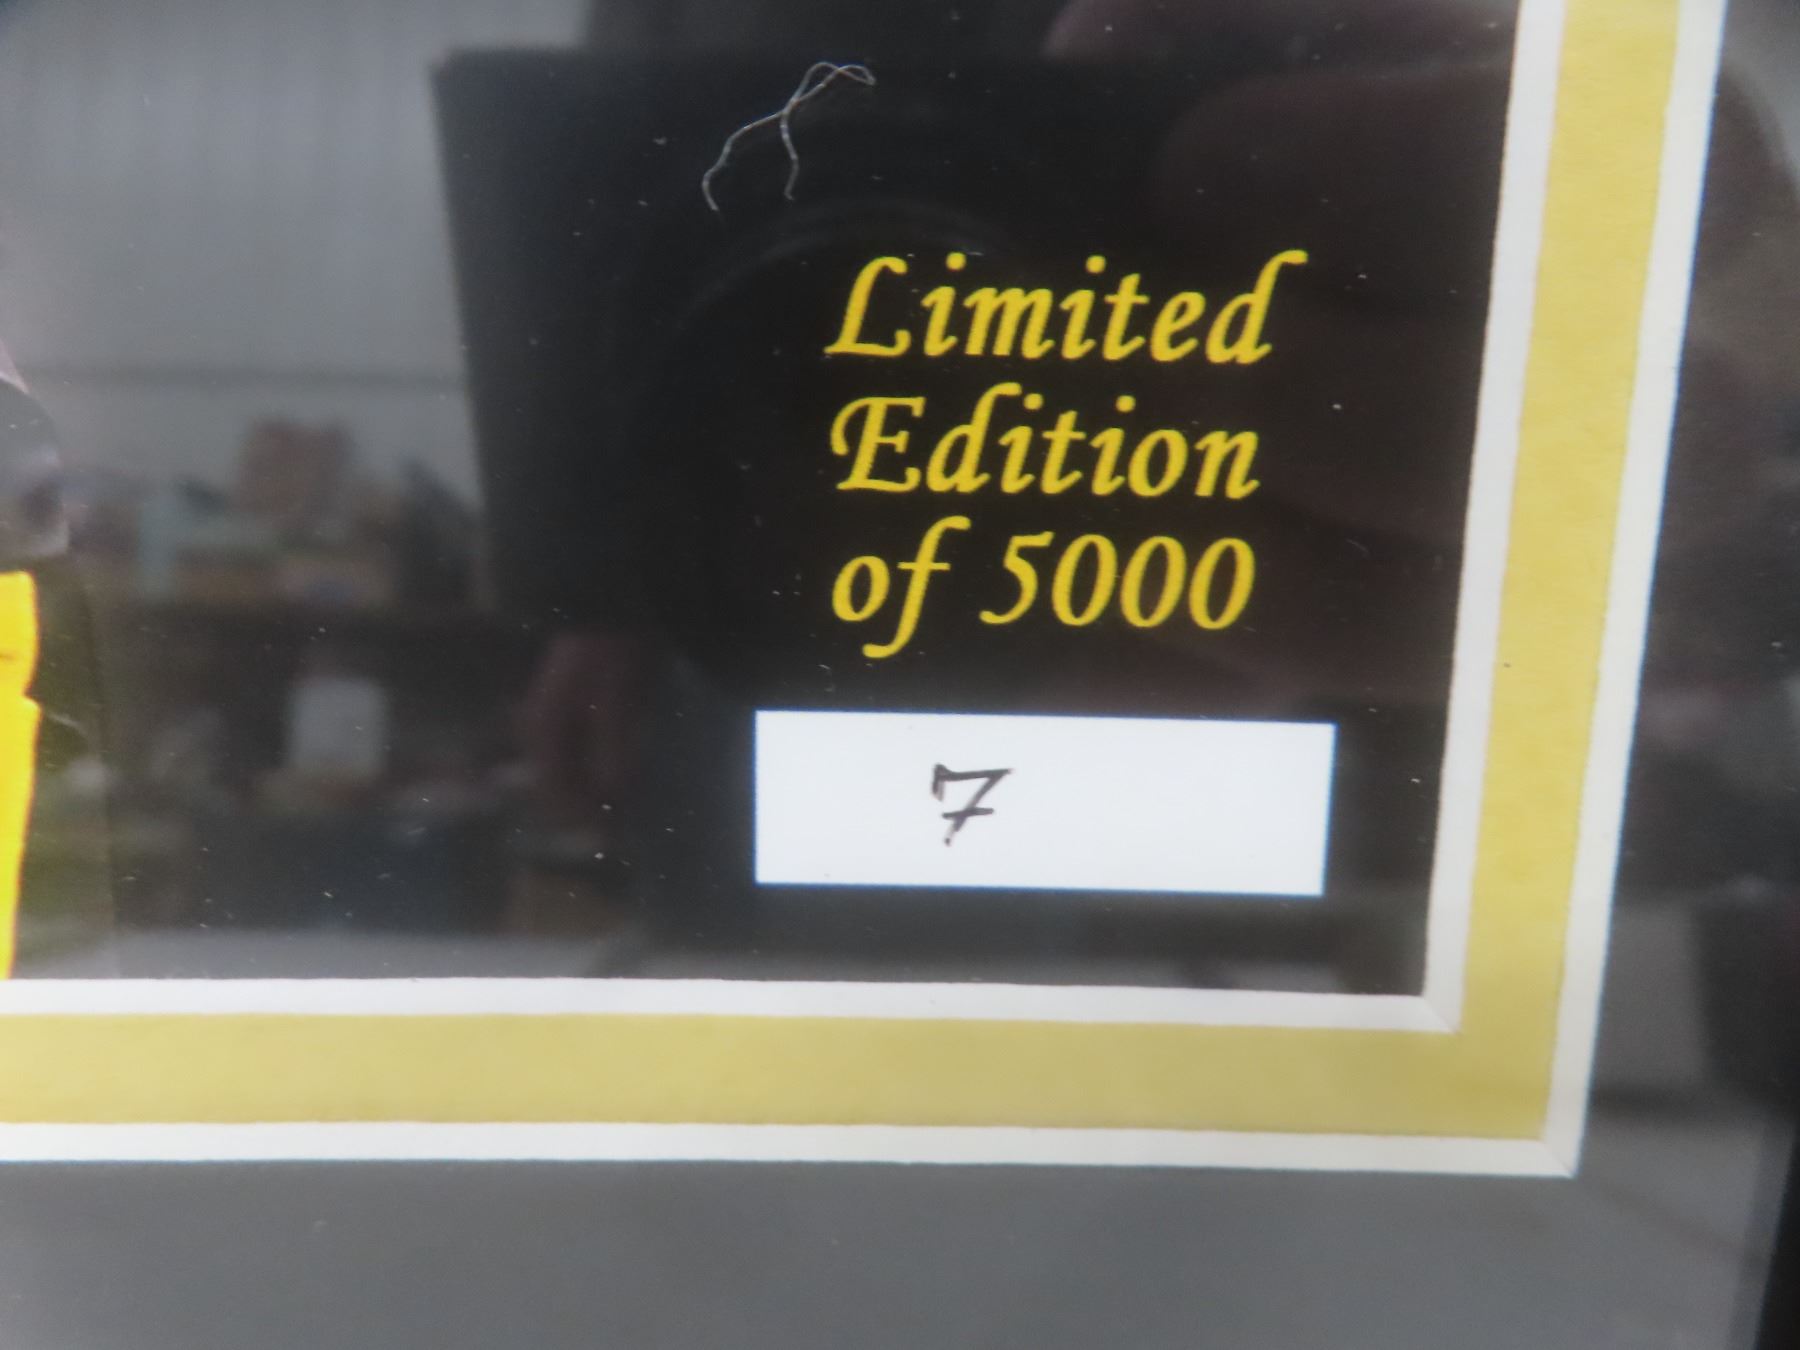 Limited
Edition
of 5000
7